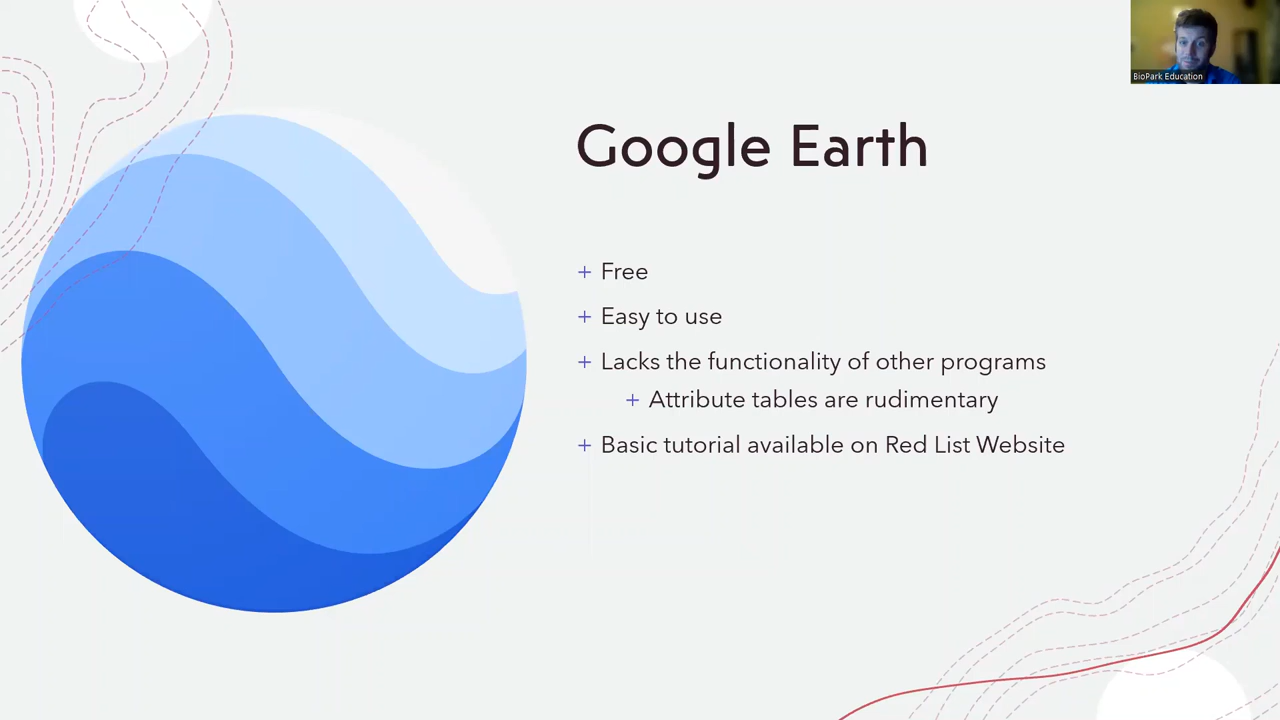 BioPark Education
Google Earth
+ Free
+ Easy to use
+ Lacks the functionality of other programs
+ Attribute tables are rudimentary
+ Basic tutorial available on Red List Website